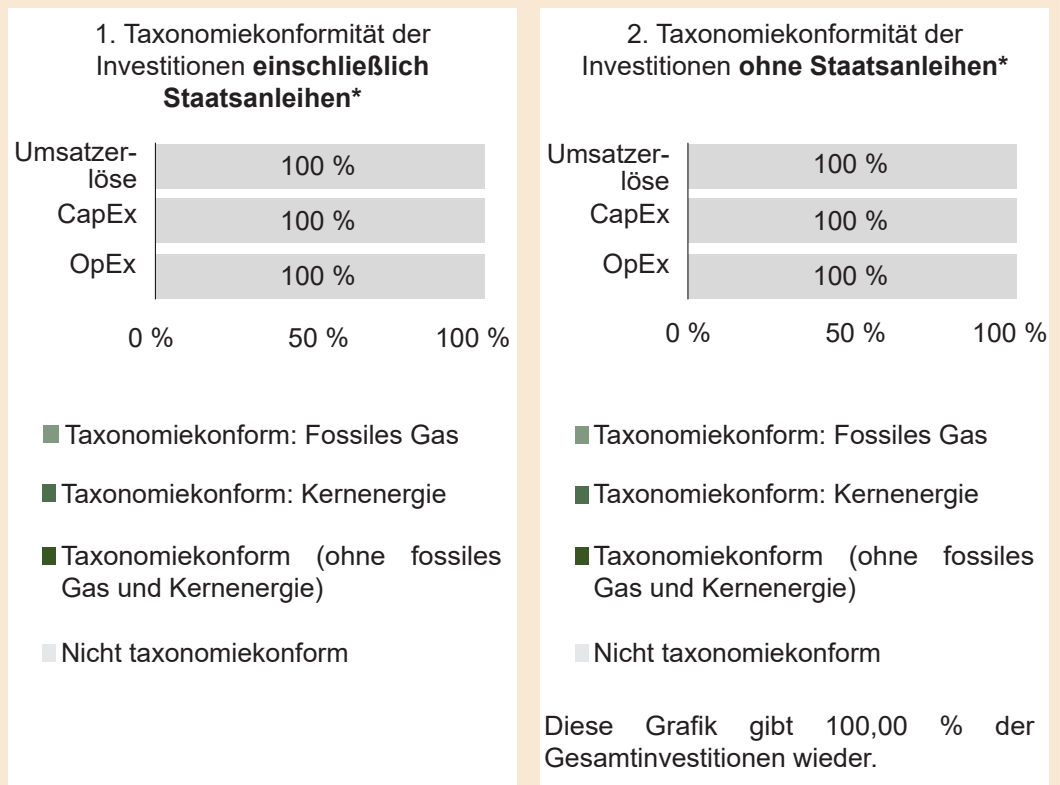 1. Taxonomiekonformität der
Investitionen einschließlich
Staatsanleihen*
Umsatzer-
löse
100 %
CapEx
100 %
OpEx
100 %
0 % 50 % 100 %
Taxonomiekonform: Fossiles Gas
Taxonomiekonform: Kernenergie
Taxonomiekonform (ohne fossiles
Gas und Kernenergie)
Nicht taxonomiekonform
2. Taxonomiekonformität der
Investitionen ohne Staatsanleihen*
Umsatzer-
löse
100 %
CapEx
100 %
OpEx
100 %
0 % 50 % 100 %
Taxonomiekonform: Fossiles Gas
Taxonomiekonform: Kernenergie
Taxonomiekonform (ohne fossiles
Gas und Kernenergie)
Nicht taxonomiekonform
Diese Grafik gibt 100,00 % der
Gesamtinvestitionen wieder.